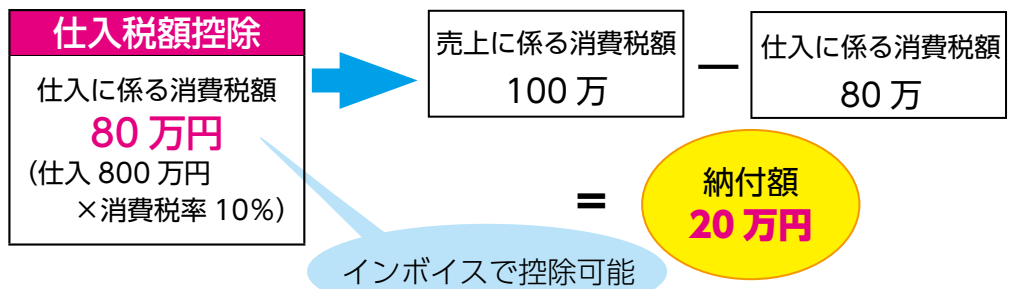 仕入税額控除
仕入に係る消費税額
80 万円
(仕入 800 万円
×消費税率 10%)
売上に係る消費税額
100 万
ー
仕入に係る消費税額
80 万
=
納付額
20 万円
インボイスで控除可能